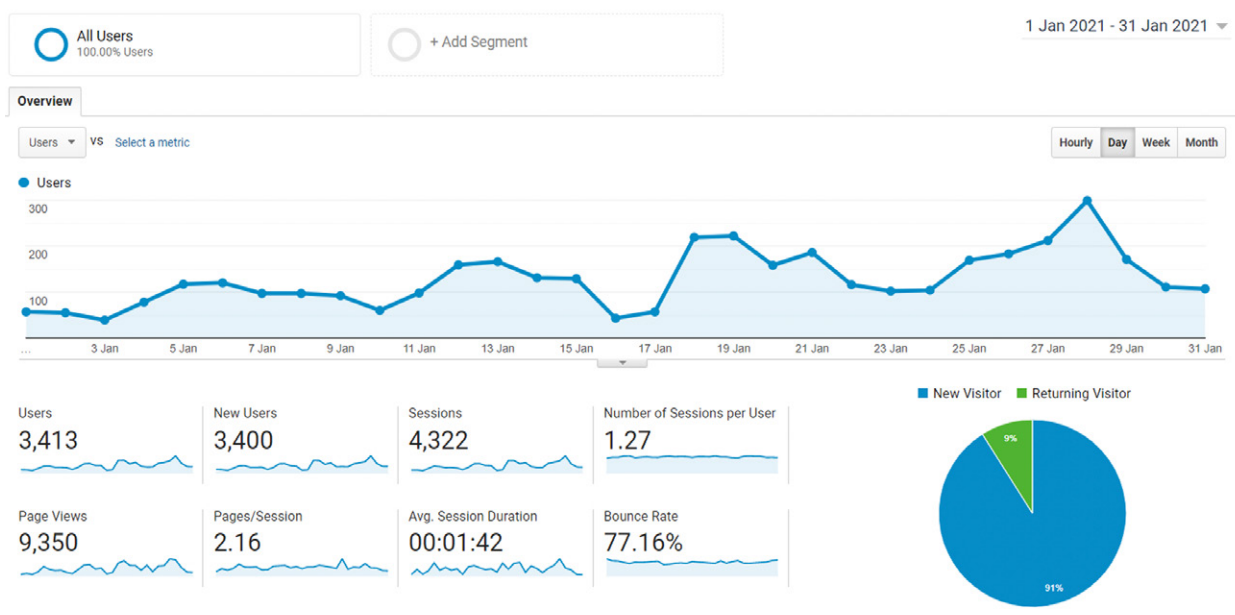 All Users
100.00% Users
+ Add Segment
1 Jan 2021 - 31 Jan 2021
Overview
Users VS Select a metric
Hourly Day Week Month
Users
300
200
100
... 3 Jan 5 Jan 7 Jan 9 Jan 11 Jan 13 Jan 15 Jan 17 Jan 19 Jan 21 Jan 23 Jan 25 Jan 27 Jan 29 Jan 31 Jan
New Visitor Returning Visitor
Users New Users Sessions Number of Sessions per User
3,413 3,400 4,322 1.27
9%
Page Views Pages/Session Avg. Session Duration Bounce Rate
9,350 2.16 00:01:42 77.16%
91%